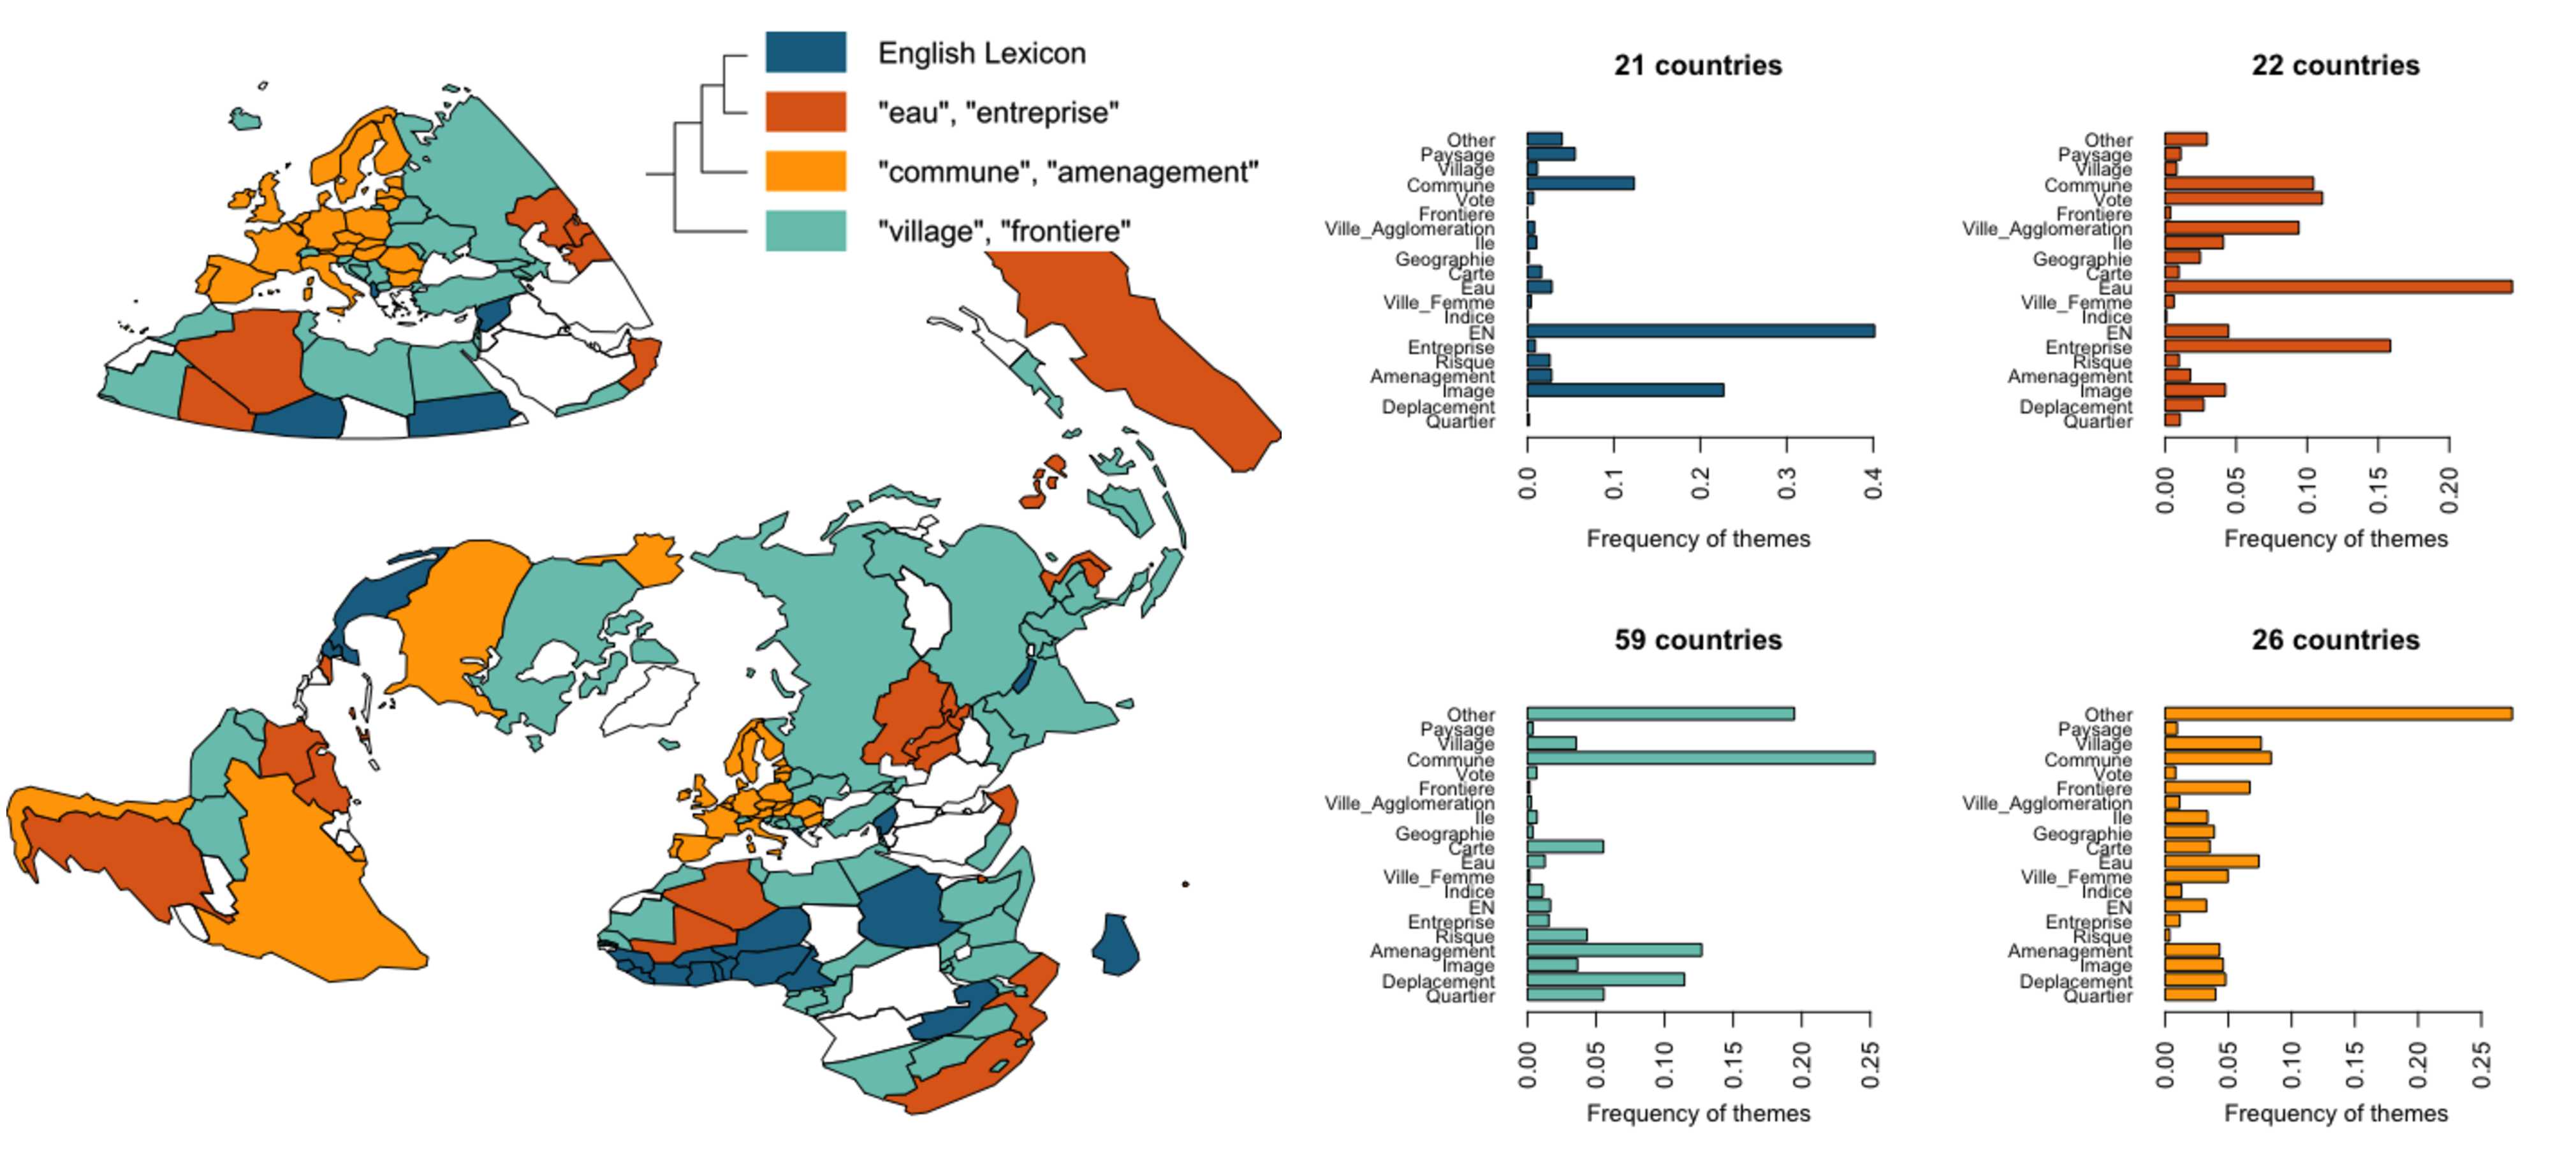 English Lexicon
"eau", "entreprise"
"commune", "amenagement"
"village", "frontiere"
21 countries
Other
Paysage
Village
Commune
Vote
Frontiere
Ville_Agglomeration
Ile
Geographie
Carte
Eau
Ville_Femme
Indice
EN
Entreprise
Risque
Amenagement
Image
Deplacement
Quartier
0.0 0.1 0.2 0.3 0.4
Frequency of themes
22 countries
Other
Paysage
Village
Commune
Vote
Frontiere
Ville_Agglomeration
Ile
Geographie
Carte
Eau
Ville_Femme
Indice
EN
Entreprise
Risque
Amenagement
Image
Deplacement
Quartier
0.00 0.05 0.10 0.15 0.20
Frequency of themes
59 countries
Other
Paysage
Village
Commune
Vote
Frontiere
Ville_Agglomeration
Ile
Geographie
Carte
Eau
Ville_Femme
Indice
EN
Entreprise
Risque
Amenagement
Image
Deplacement
Quartier
0.00 0.05 0.10 0.15 0.20 0.25
Frequency of themes
26 countries
Other
Paysage
Village
Commune
Vote
Frontiere
Ville_Agglomeration
Ile
Geographie
Carte
Eau
Ville_Femme
Indice
EN
Entreprise
Risque
Amenagement
Image
Deplacement
Quartier
0.00 0.05 0.10 0.15 0.20 0.25
Frequency of themes